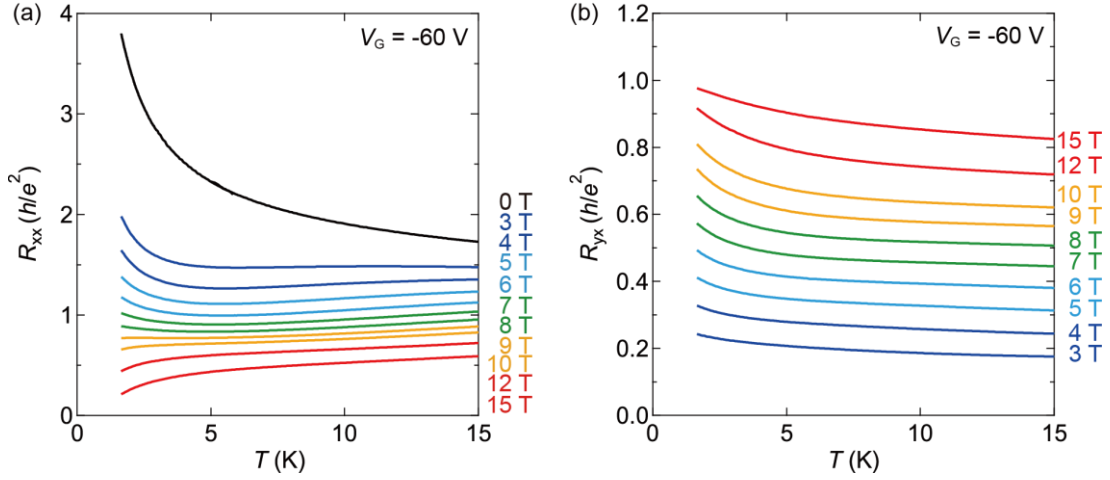 (a)
V_G = -60 V
R_xx (h/e^2)
4
3
2
1
0
0 T
3 T
4 T
5 T
6 T
7 T
8 T
9 T
10 T
12 T
15 T
0 5 10 15
T (K)
(b)
V_G = -60 V
R_yx (h/e^2)
1.2
1.0
0.8
0.6
0.4
0.2
0.0
15 T
12 T
10 T
9 T
8 T
7 T
6 T
5 T
4 T
3 T
0 5 10 15
T (K)